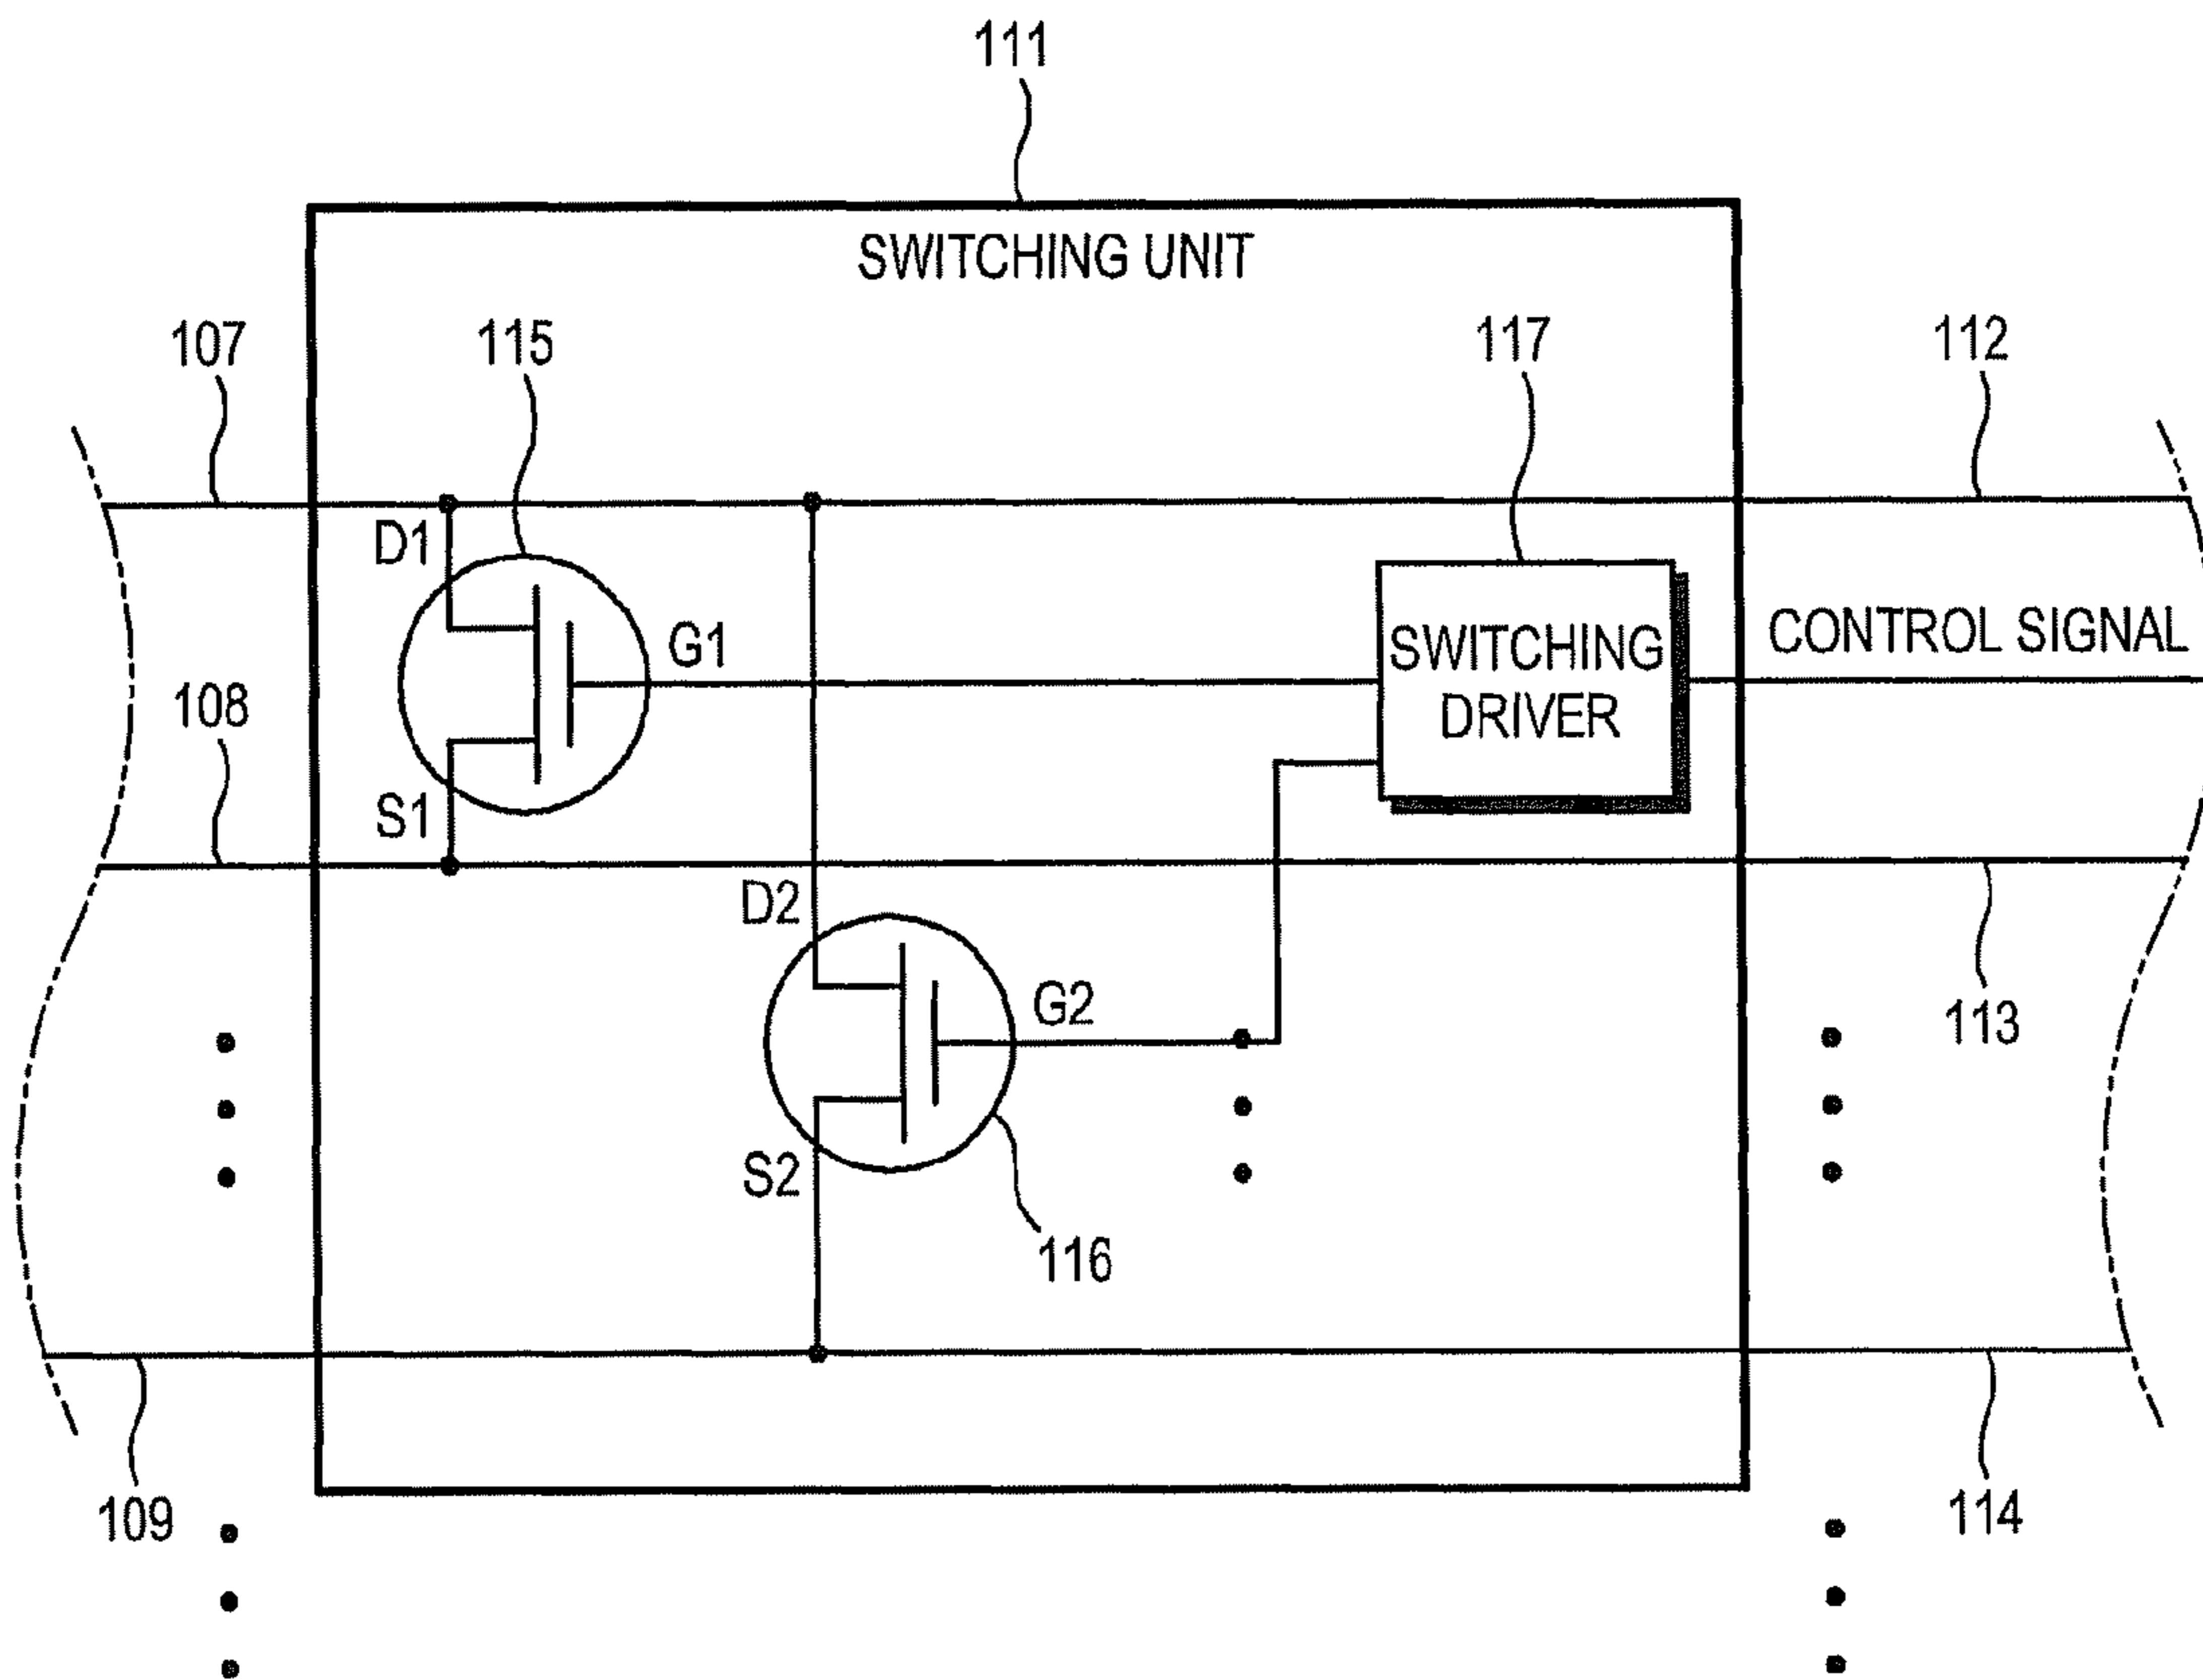 111
SWITCHING UNIT
107
115
117
112
D1
G1
SWITCHING
DRIVER
CONTROL SIGNAL
108
S1
D2
G2
113
S2
116
109
114